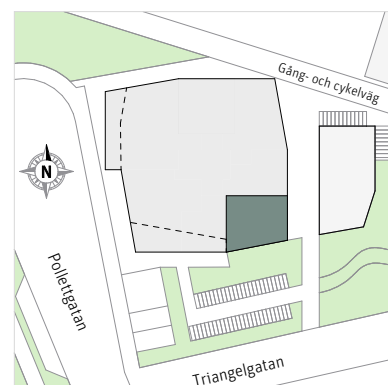 Gång- och cykelväg
N
Pollettgatan
Triangelgatan